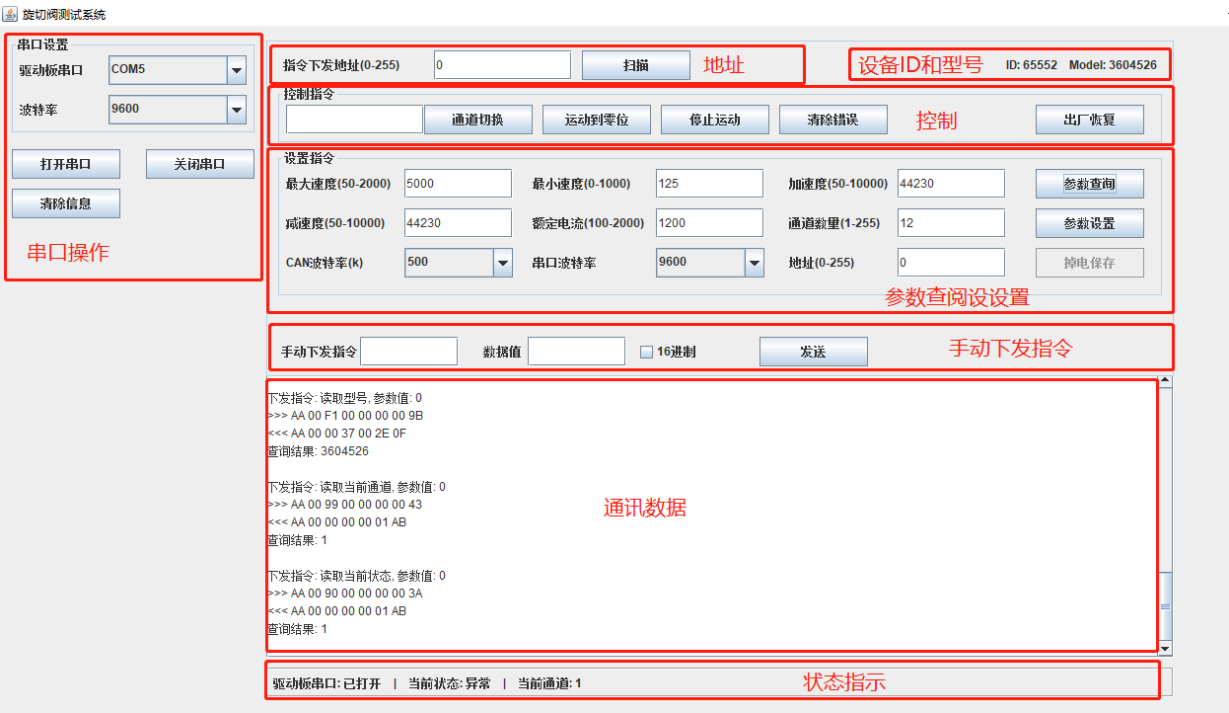 旋切阀测试系统
串口设置
驱动板串口 COM5
波特率 9600
打开串口 关闭串口
清除信息
串口操作
指令下发地址(0-255) 0 扫描 地址
设备ID和型号 ID: 65552 Model: 3604526
控制指令
通道切换 运动到零位 停止运动 清除错误 控制 出厂恢复
设置指令
最大速度(50-2000) 5000 最小速度(0-1000) 125 加速度(50-10000) 44230 参数查询
减速度(50-10000) 44230 额定电流(100-2000) 1200 通道数量(1-255) 12 参数设置
CAN波特率(k) 500 串口波特率 9600 地址(0-255) 0 掉电保存
参数查阅设设置
手动下发指令 数据值 16进制 发送 手动下发指令
下发指令: 读取型号, 参数值: 0
>>> AA 00 F1 00 00 00 00 9B
<<< AA 00 00 37 00 2E 0F
查询结果: 3604526
下发指令: 读取当前通道, 参数值: 0
>>> AA 00 99 00 00 00 00 43
<<< AA 00 00 00 00 01 AB
查询结果: 1
通讯数据
下发指令: 读取当前状态, 参数值: 0
>>> AA 00 90 00 00 00 00 3A
<<< AA 00 00 00 00 01 AB
查询结果: 1
驱动板串口: 已打开 | 当前状态: 异常 | 当前通道: 1 状态指示